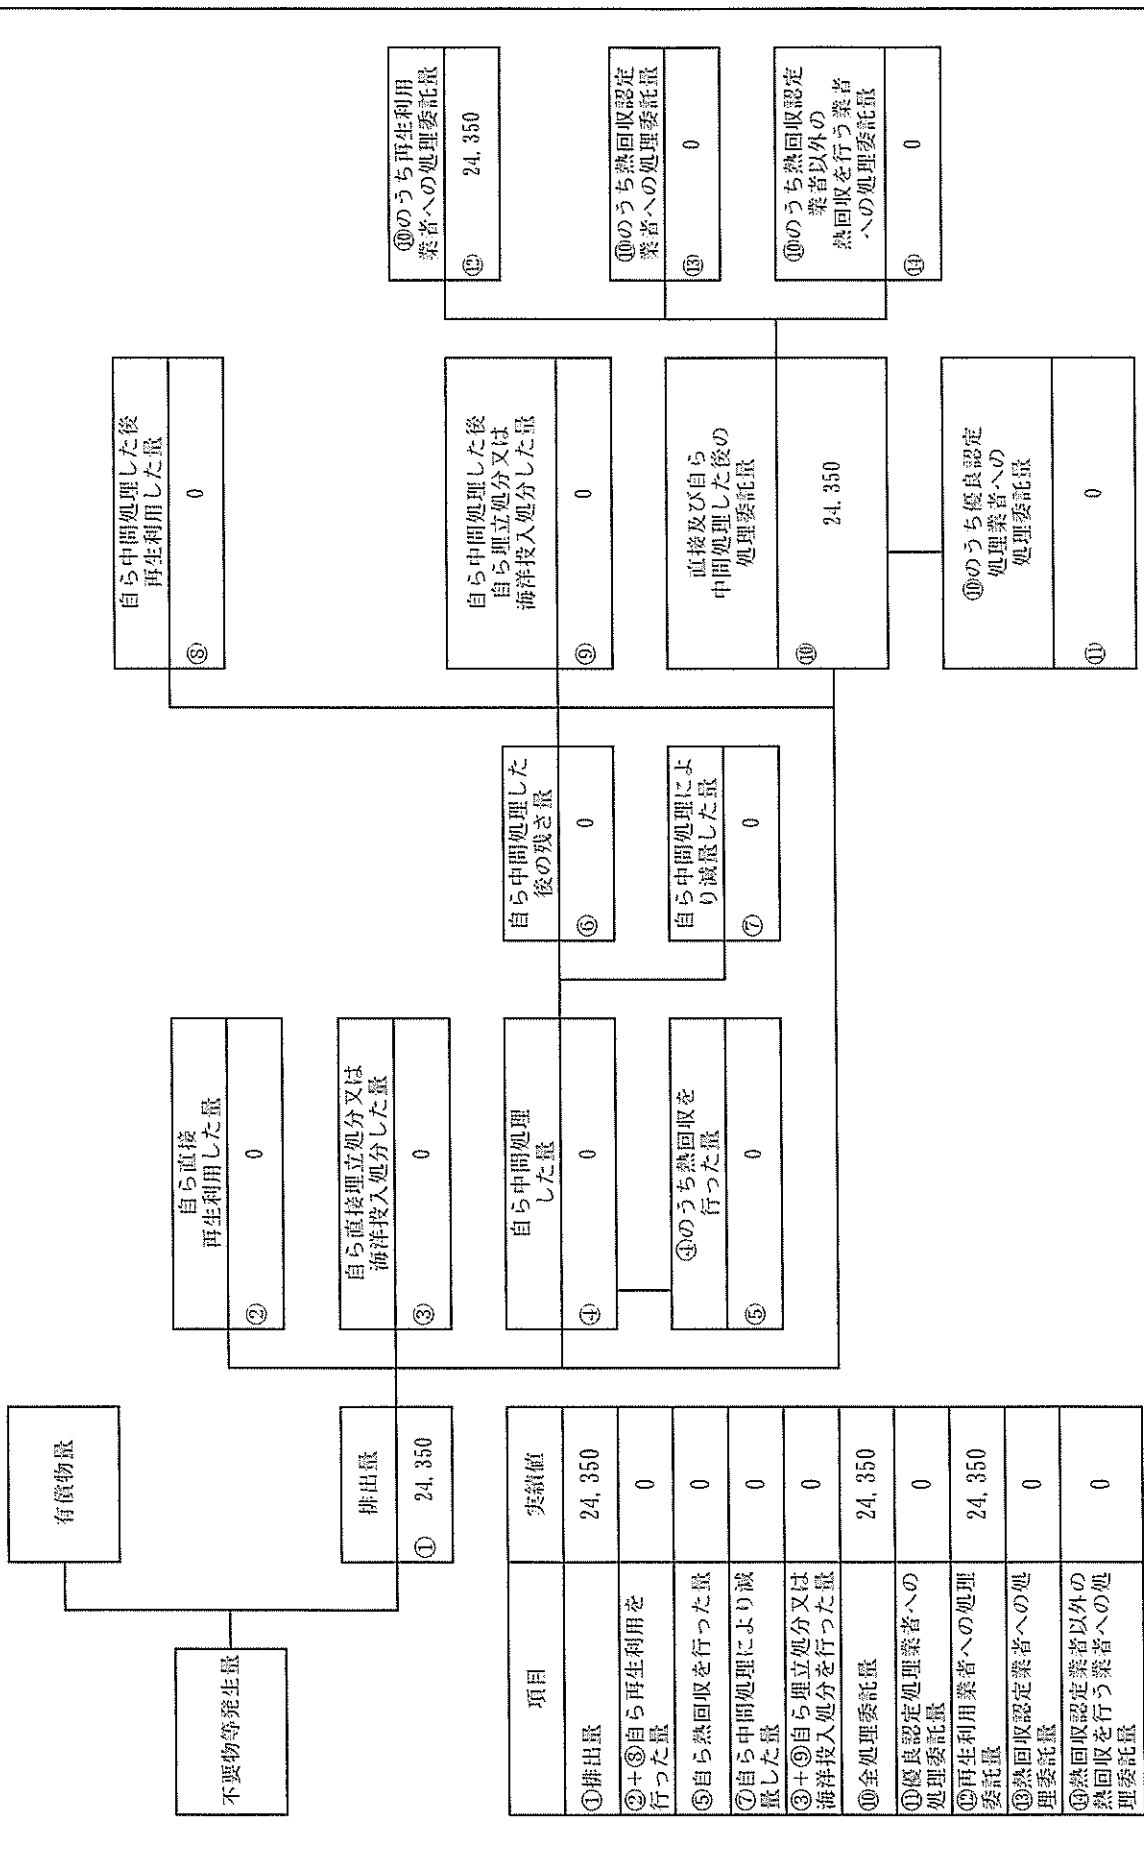 不要物等発生量
有償物量
排出量
① 24,350
自ら直接
再生利用した量
② 0
自ら直接埋立処分又は
海洋投入処分した量
③ 0
自ら中間処理
した量
④ 0
④のうち熱回収を
行った量
⑤ 0
自ら中間処理した
後の残さ量
⑥ 0
自ら中間処理によ
り減量した量
⑦ 0
自ら中間処理した後
再生利用した量
⑧ 0
自ら中間処理した後
自ら埋立処分又は
海洋投入処分した量
⑨ 0
直接及び自ら
中間処理した後の
処理委託量
⑩ 24,350
⑩のうち優良認定
処理業者への
処理委託量
⑪ 0
⑩のうち再生利用
業者への処理委託量
⑫ 24,350
⑩のうち熱回収認定
業者への処理委託量
⑬ 0
⑩のうち熱回収認定
業者以外の
熱回収を行う業者
への処理委託量
⑭ 0
項目 実績値
①排出量 24,350
②+⑧自ら再生利用を
行った量 0
⑤自ら熱回収を行った量 0
⑦自ら中間処理により減
量した量 0
③+⑨自ら埋立処分又は
海洋投入処分を行った量 0
⑩全処理委託量 24,350
⑪優良認定処理業者への
処理委託量 0
⑫再生利用業者への処理
委託量 24,350
⑬熱回収認定業者への処
理委託量 0
⑭熱回収認定業者以外の
熱回収を行う業者への処
理委託量 0